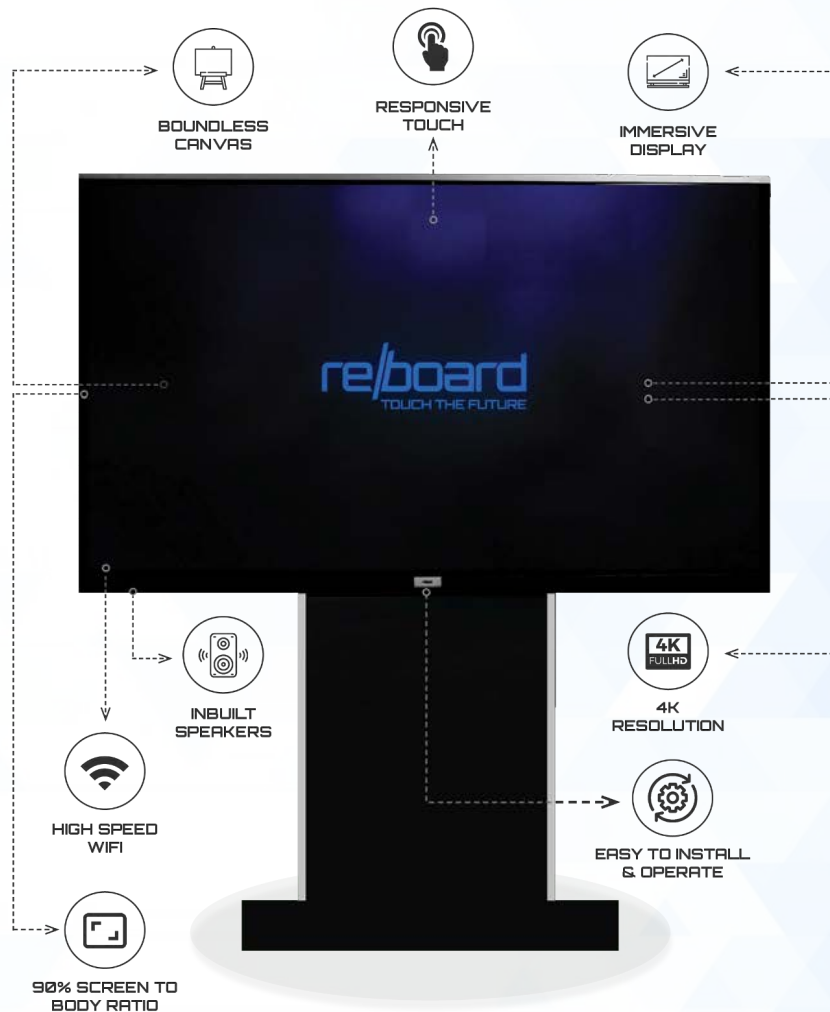 BOUNDLESS
CANVAS
RESPONSIVE
TOUCH
IMMERSIVE
DISPLAY
re/board
TOUCH THE FUTURE
INBUILT
SPEAKERS
4K
FULLHD
4K
RESOLUTION
HIGH SPEED
WIFI
EASY TO INSTALL
& OPERATE
90% SCREEN TO
BODY RATIO